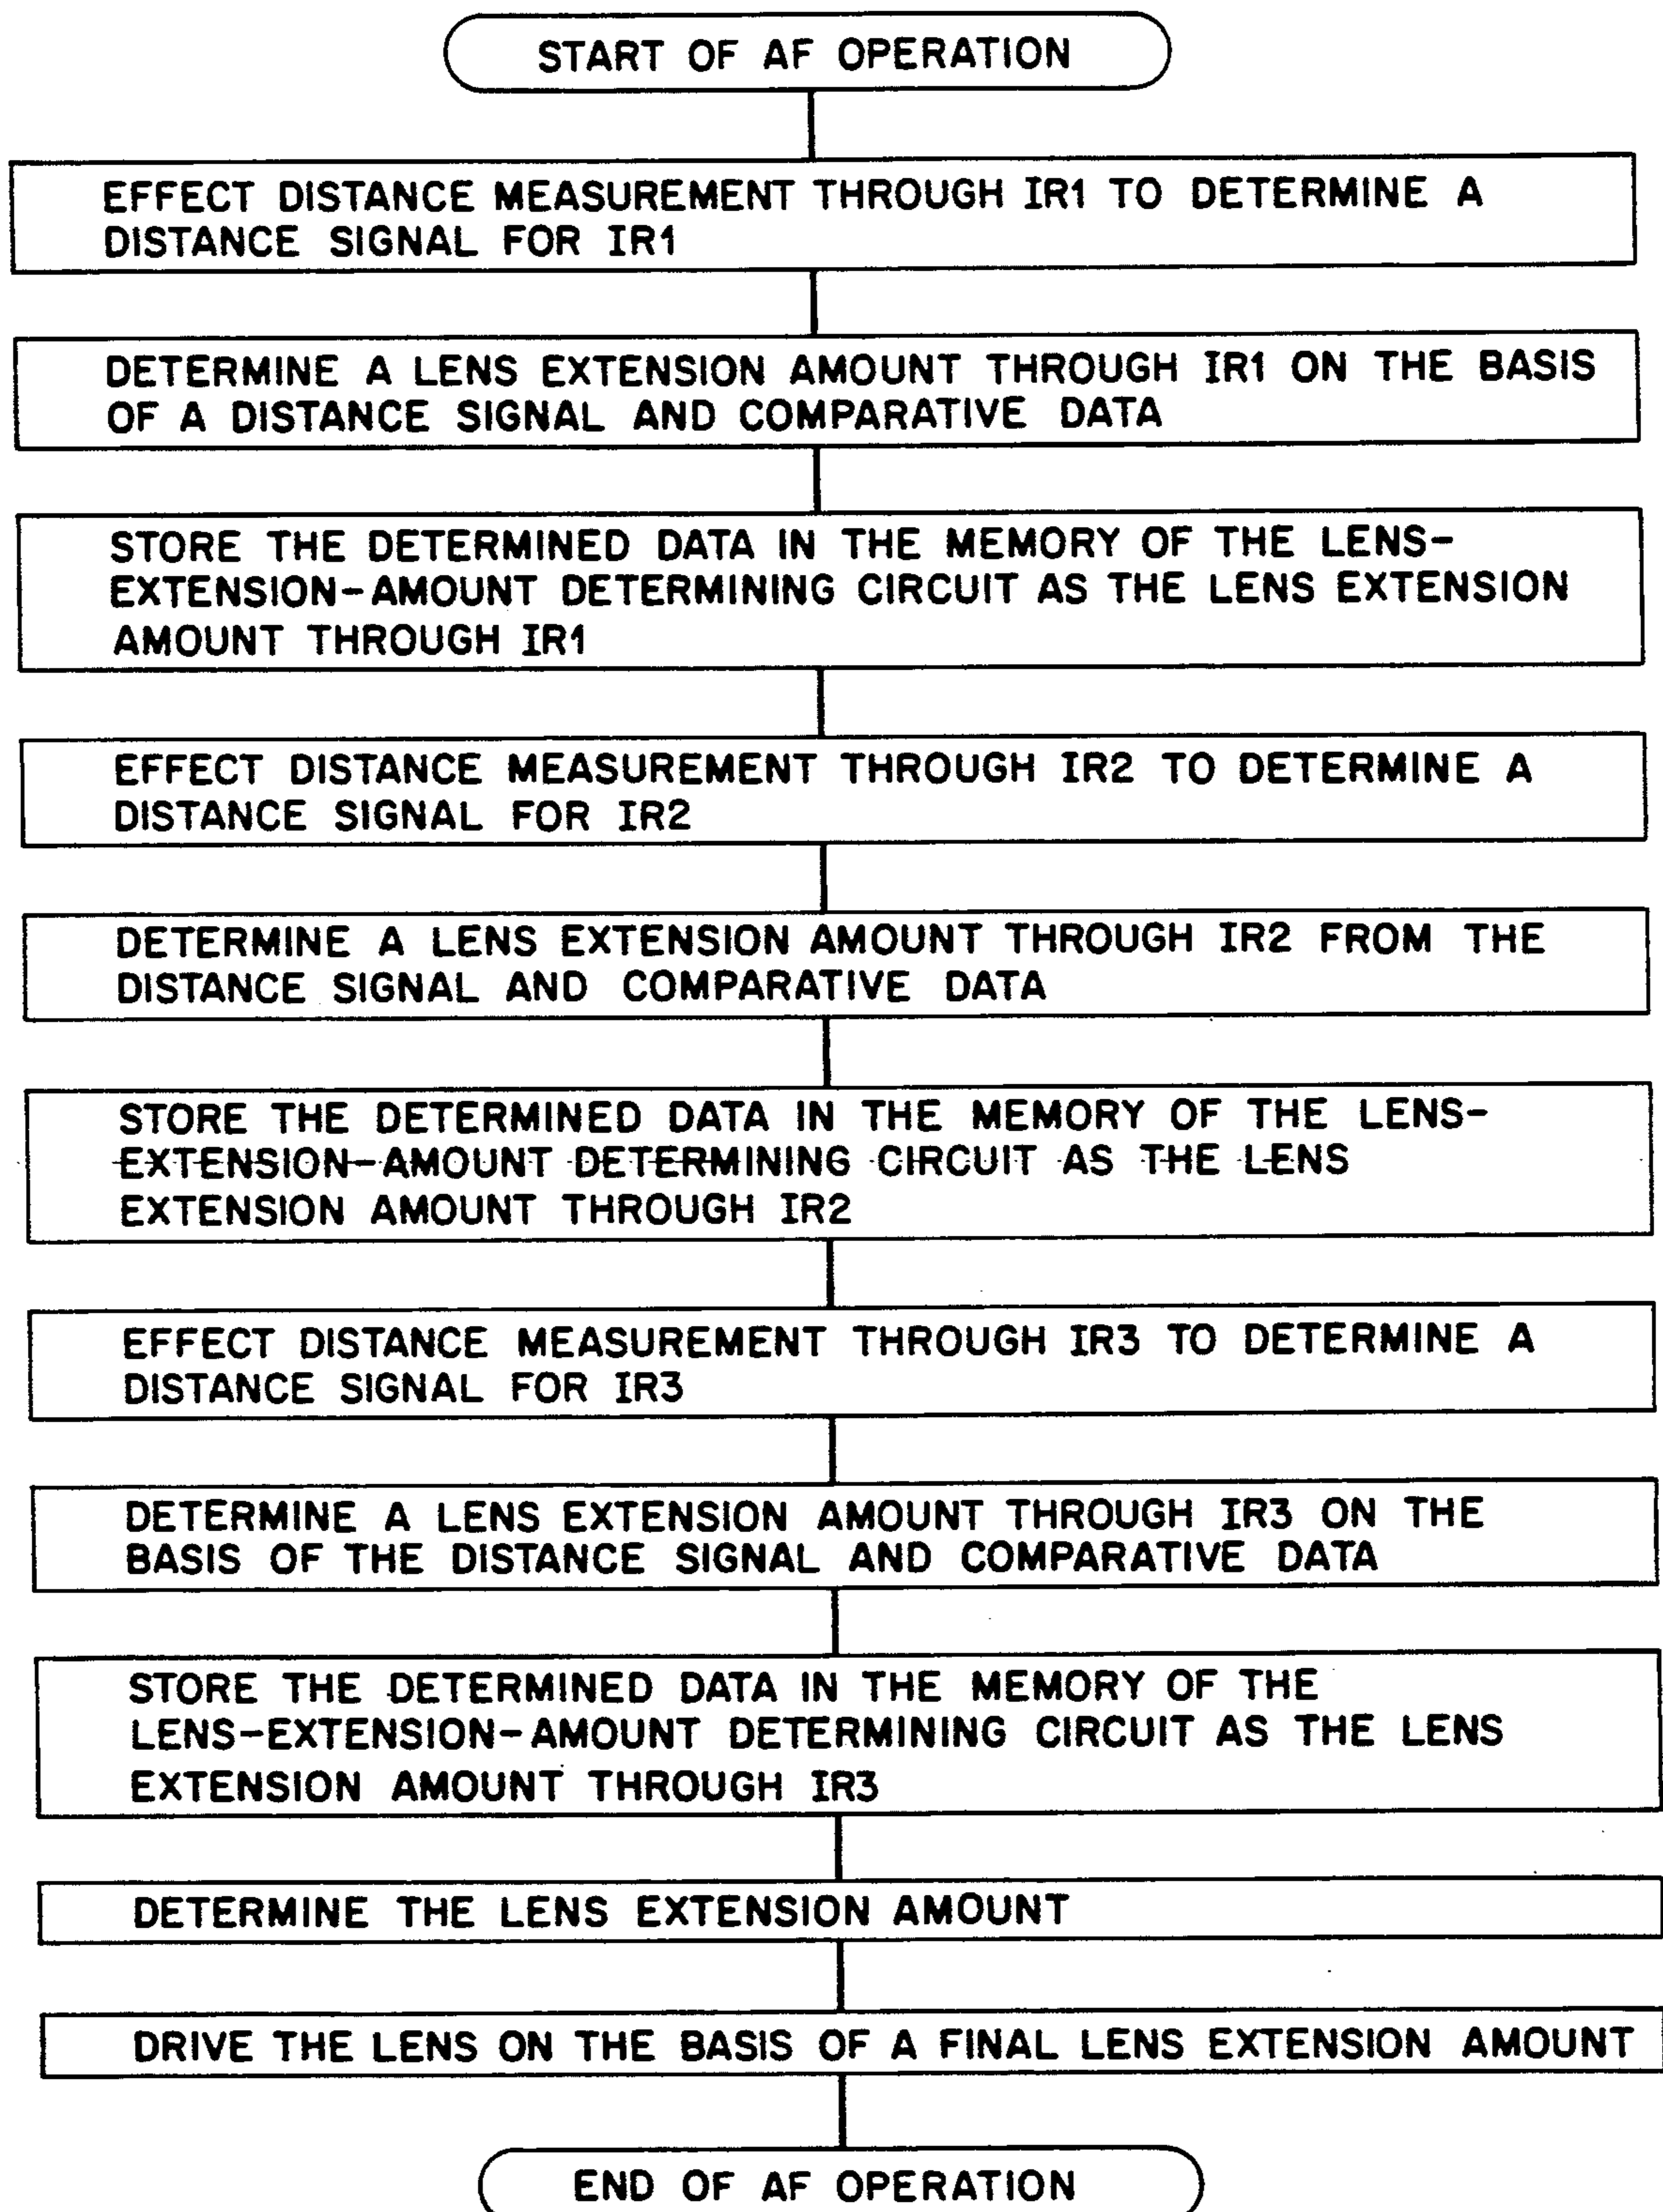 START OF AF OPERATION
EFFECT DISTANCE MEASUREMENT THROUGH IR1 TO DETERMINE A
DISTANCE SIGNAL FOR IR1
DETERMINE A LENS EXTENSION AMOUNT THROUGH IR1 ON THE BASIS
OF A DISTANCE SIGNAL AND COMPARATIVE DATA
STORE THE DETERMINED DATA IN THE MEMORY OF THE LENS-
EXTENSION-AMOUNT DETERMINING CIRCUIT AS THE LENS EXTENSION
AMOUNT THROUGH IR1
EFFECT DISTANCE MEASUREMENT THROUGH IR2 TO DETERMINE A
DISTANCE SIGNAL FOR IR2
DETERMINE A LENS EXTENSION AMOUNT THROUGH IR2 FROM THE
DISTANCE SIGNAL AND COMPARATIVE DATA
STORE THE DETERMINED DATA IN THE MEMORY OF THE LENS-
EXTENSION-AMOUNT DETERMINING CIRCUIT AS THE LENS
EXTENSION AMOUNT THROUGH IR2
EFFECT DISTANCE MEASUREMENT THROUGH IR3 TO DETERMINE A
DISTANCE SIGNAL FOR IR3
DETERMINE A LENS EXTENSION AMOUNT THROUGH IR3 ON THE
BASIS OF THE DISTANCE SIGNAL AND COMPARATIVE DATA
STORE THE DETERMINED DATA IN THE MEMORY OF THE
LENS-EXTENSION-AMOUNT DETERMINING CIRCUIT AS THE LENS
EXTENSION AMOUNT THROUGH IR3
DETERMINE THE LENS EXTENSION AMOUNT
DRIVE THE LENS ON THE BASIS OF A FINAL LENS EXTENSION AMOUNT
END OF AF OPERATION